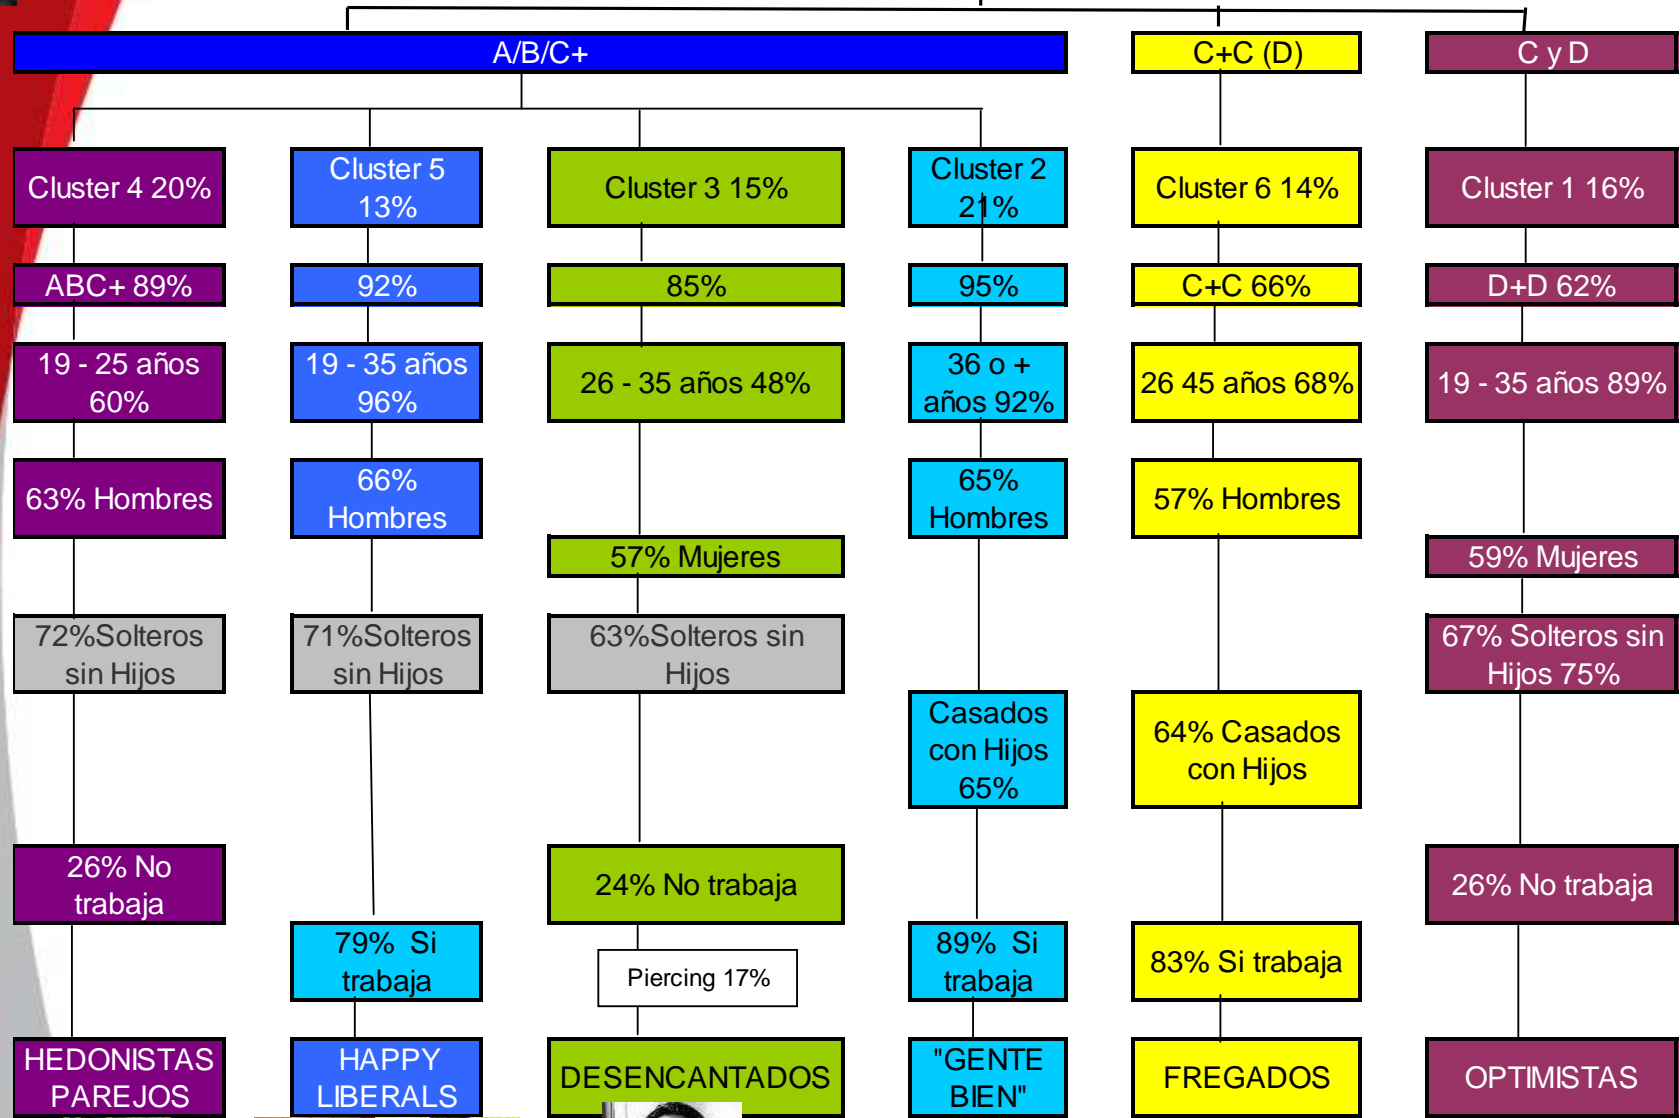 A/B/C+
C+C (D)
C y D
Cluster 4 20%
Cluster 5
13%
Cluster 3 15%
Cluster 2
21%
Cluster 6 14%
Cluster 1 16%
ABC+ 89%
92%
85%
95%
C+C 66%
D+D 62%
19 - 25 años
60%
19 - 35 años
96%
26 - 35 años 48%
36 o +
años 92%
26 45 años 68%
19 - 35 años 89%
63% Hombres
66%
Hombres
65%
Hombres
57% Hombres
57% Mujeres
59% Mujeres
72%Solteros
sin Hijos
71%Solteros
sin Hijos
63%Solteros sin
Hijos
67% Solteros sin
Hijos 75%
Casados
con Hijos
65%
64% Casados
con Hijos
26% No
trabaja
24% No trabaja
26% No trabaja
79% Si
trabaja
Piercing 17%
89% Si
trabaja
83% Si trabaja
HEDONISTAS
PAREJOS
HAPPY
LIBERALS
DESENCANTADOS
"GENTE
BIEN"
FREGADOS
OPTIMISTAS